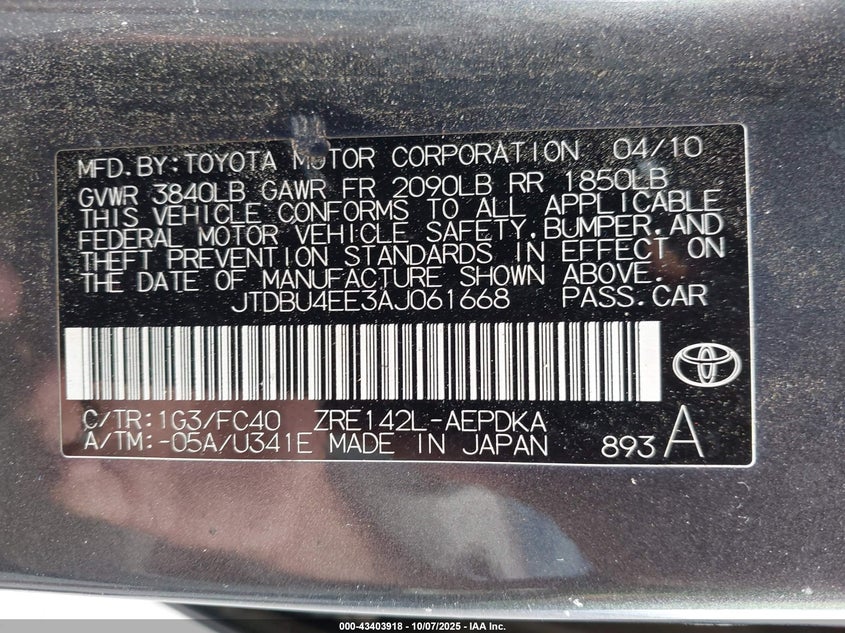 MFD.BY:TOYOTA MOTOR CORPORATION 04/10
GVWR 3840LB GAWR FR 2090LB RR 1850LB
THIS VEHICLE CONFORMS TO ALL APPLICABLE
FEDERAL MOTOR VEHICLE SAFETY,BUMPER,AND
THEFT PREVENTION STANDARDS IN EFFECT ON
THE DATE OF MANUFACTURE SHOWN ABOVE.
JTDBU4EE3AJ061668 PASS.CAR
C/TR:1G3/FC40 ZRE142L-AEPDKA
A/TM:-05A/U341E MADE IN JAPAN 893A
000-43403918 - 10/07/2025 - IAA Inc.